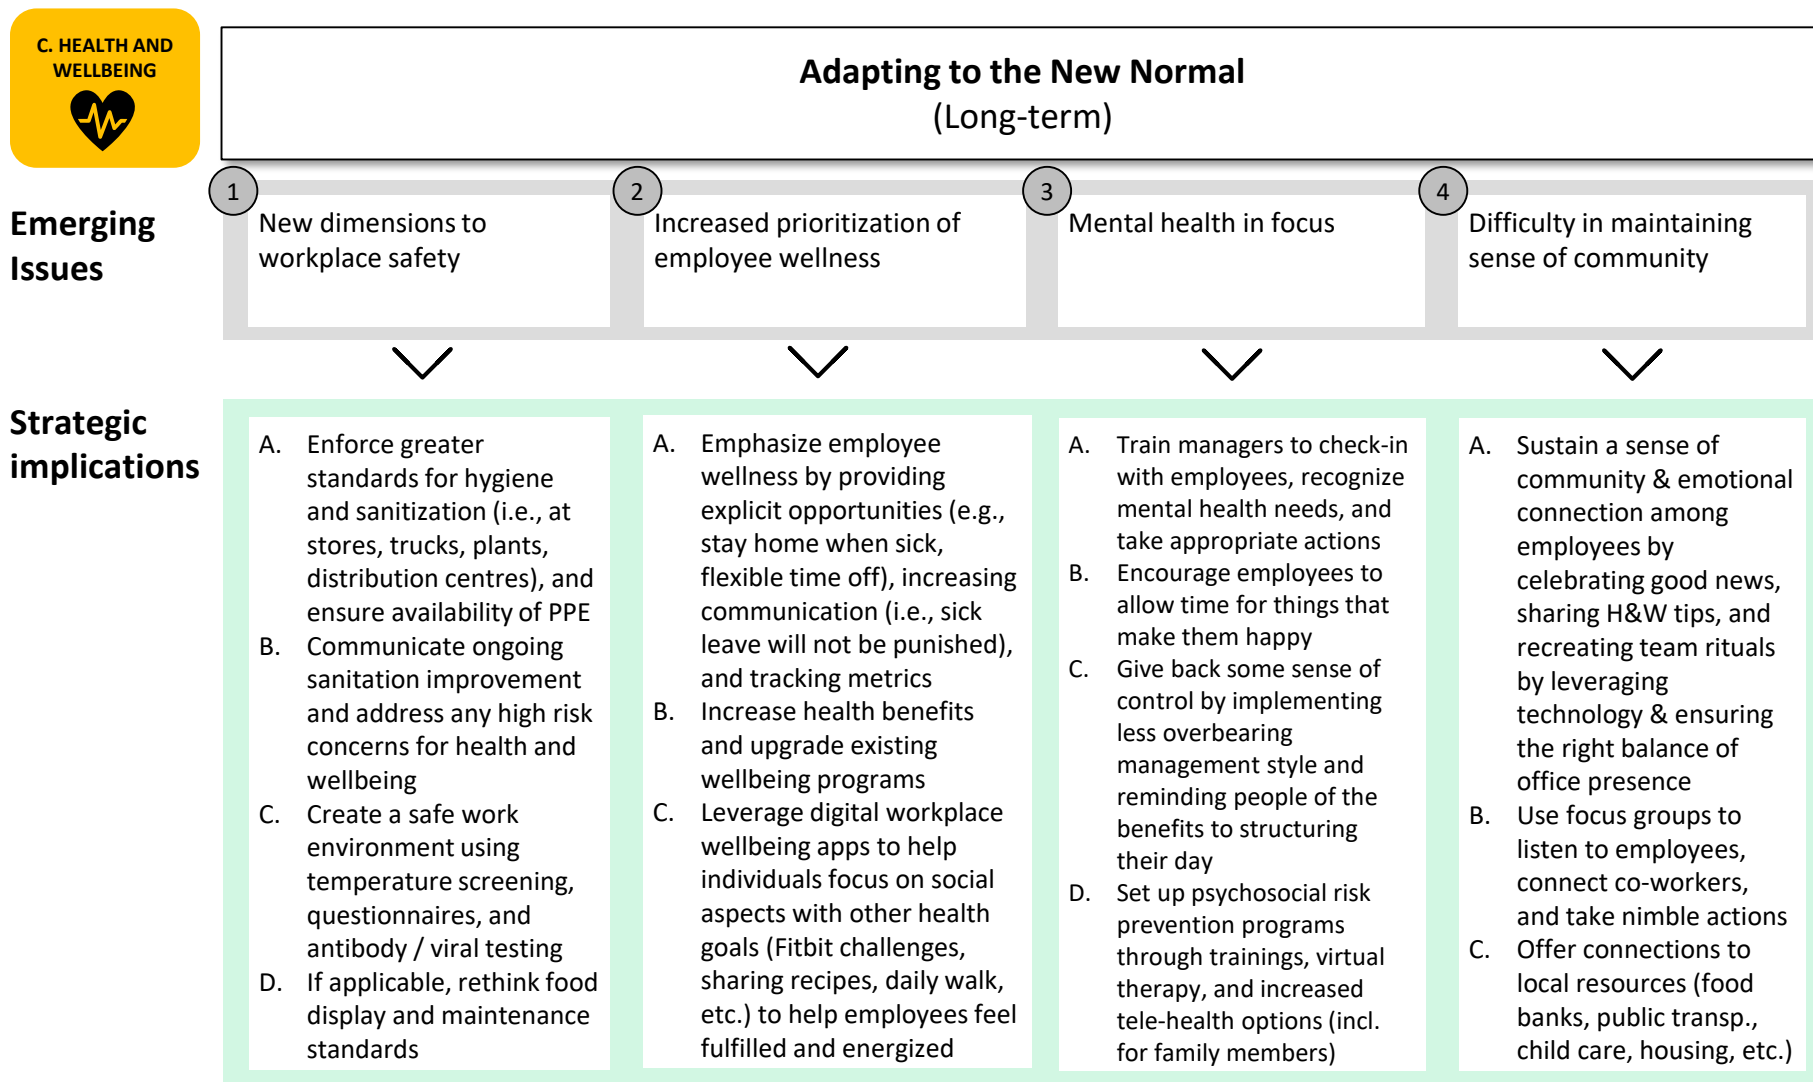 C. HEALTH AND
WELLBEING
Adapting to the New Normal
(Long-term)
Emerging
Issues
1
New dimensions to
workplace safety
2
Increased prioritization of
employee wellness
3
Mental health in focus
4
Difficulty in maintaining
sense of community
Strategic
implications
A. Enforce greater
standards for hygiene
and sanitization (i.e., at
stores, trucks, plants,
distribution centres), and
ensure availability of PPE
B. Communicate ongoing
sanitation improvement
and address any high risk
concerns for health and
wellbeing
C. Create a safe work
environment using
temperature screening,
questionnaires, and
antibody / viral testing
D. If applicable, rethink food
display and maintenance
standards
A. Emphasize employee
wellness by providing
explicit opportunities (e.g.,
stay home when sick,
flexible time off), increasing
communication (i.e., sick
leave will not be punished),
and tracking metrics
B. Increase health benefits
and upgrade existing
wellbeing programs
C. Leverage digital workplace
wellbeing apps to help
individuals focus on social
aspects with other health
goals (Fitbit challenges,
sharing recipes, daily walk,
etc.) to help employees feel
fulfilled and energized
A. Train managers to check-in
with employees, recognize
mental health needs, and
take appropriate actions
B. Encourage employees to
allow time for things that
make them happy
C. Give back some sense of
control by implementing
less overbearing
management style and
reminding people of the
benefits to structuring
their day
D. Set up psychosocial risk
prevention programs
through trainings, virtual
therapy, and increased
tele-health options (incl.
for family members)
A. Sustain a sense of
community & emotional
connection among
employees by
celebrating good news,
sharing H&W tips, and
recreating team rituals
by leveraging
technology & ensuring
the right balance of
office presence
B. Use focus groups to
listen to employees,
connect co-workers,
and take nimble actions
C. Offer connections to
local resources (food
banks, public transp.,
child care, housing, etc.)